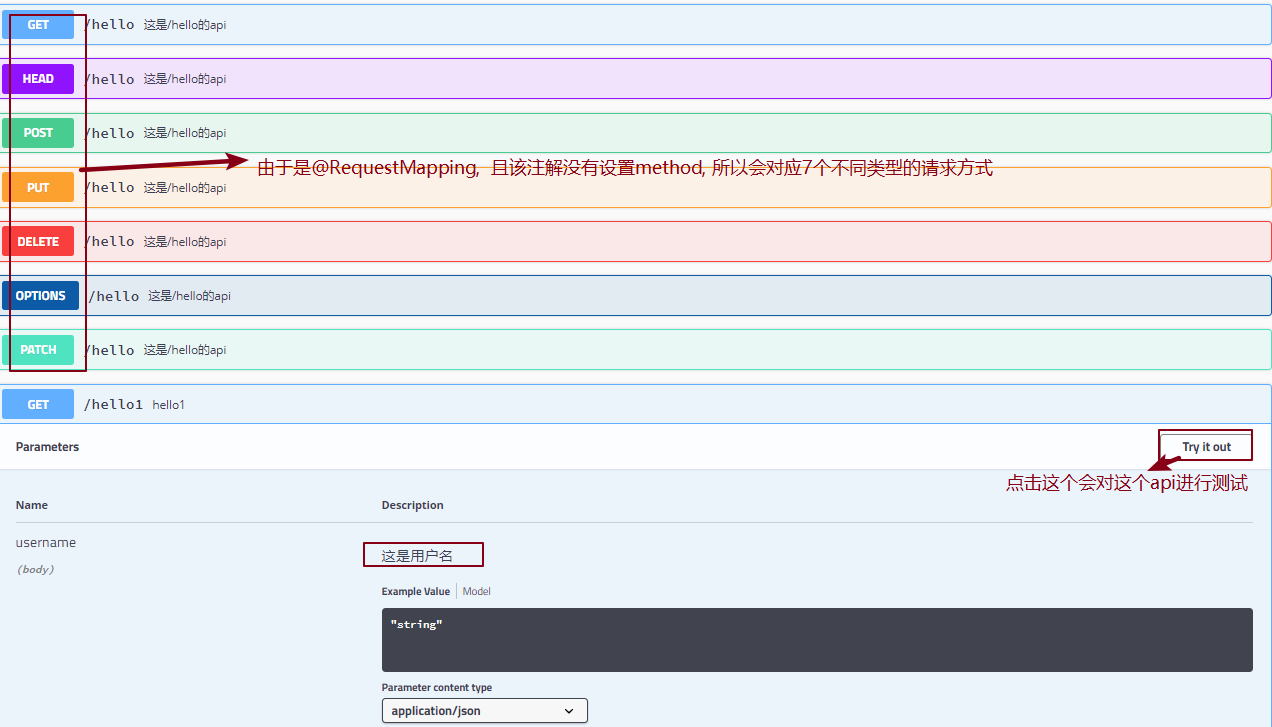 GET /hello 这是/hello的api
HEAD /hello 这是/hello的api
POST /hello 这是/hello的api
由于是@RequestMapping, 且该注解没有设置method, 所以会对应7个不同类型的请求方式
PUT /hello 这是/hello的api
DELETE /hello 这是/hello的api
OPTIONS /hello 这是/hello的api
PATCH /hello 这是/hello的api
GET /hello1 hello1
Parameters Try it out
点击这个会对这个api进行测试
Name Description
username 这是用户名
(body)
Example Value Model
"string"
Parameter content type
application/json